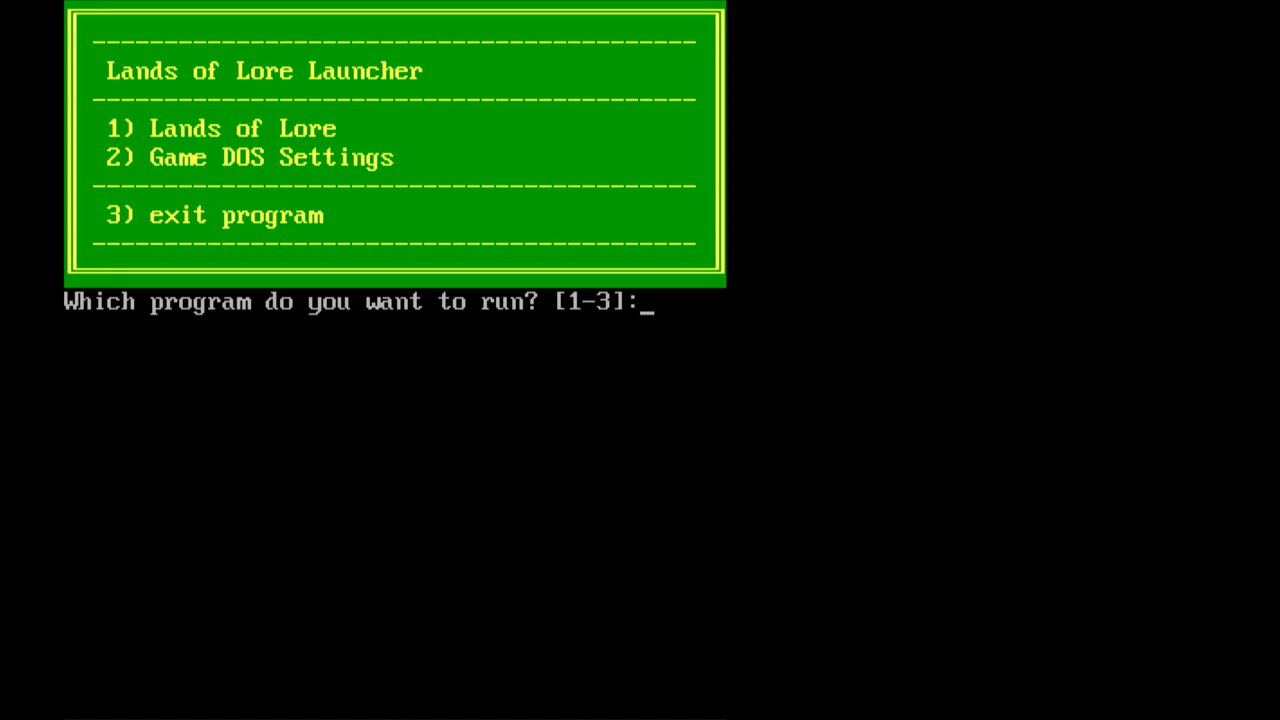 Lands of Lore Launcher
1) Lands of Lore
2) Game DOS Settings
3) exit program
Which program do you want to run? [1-3]:_